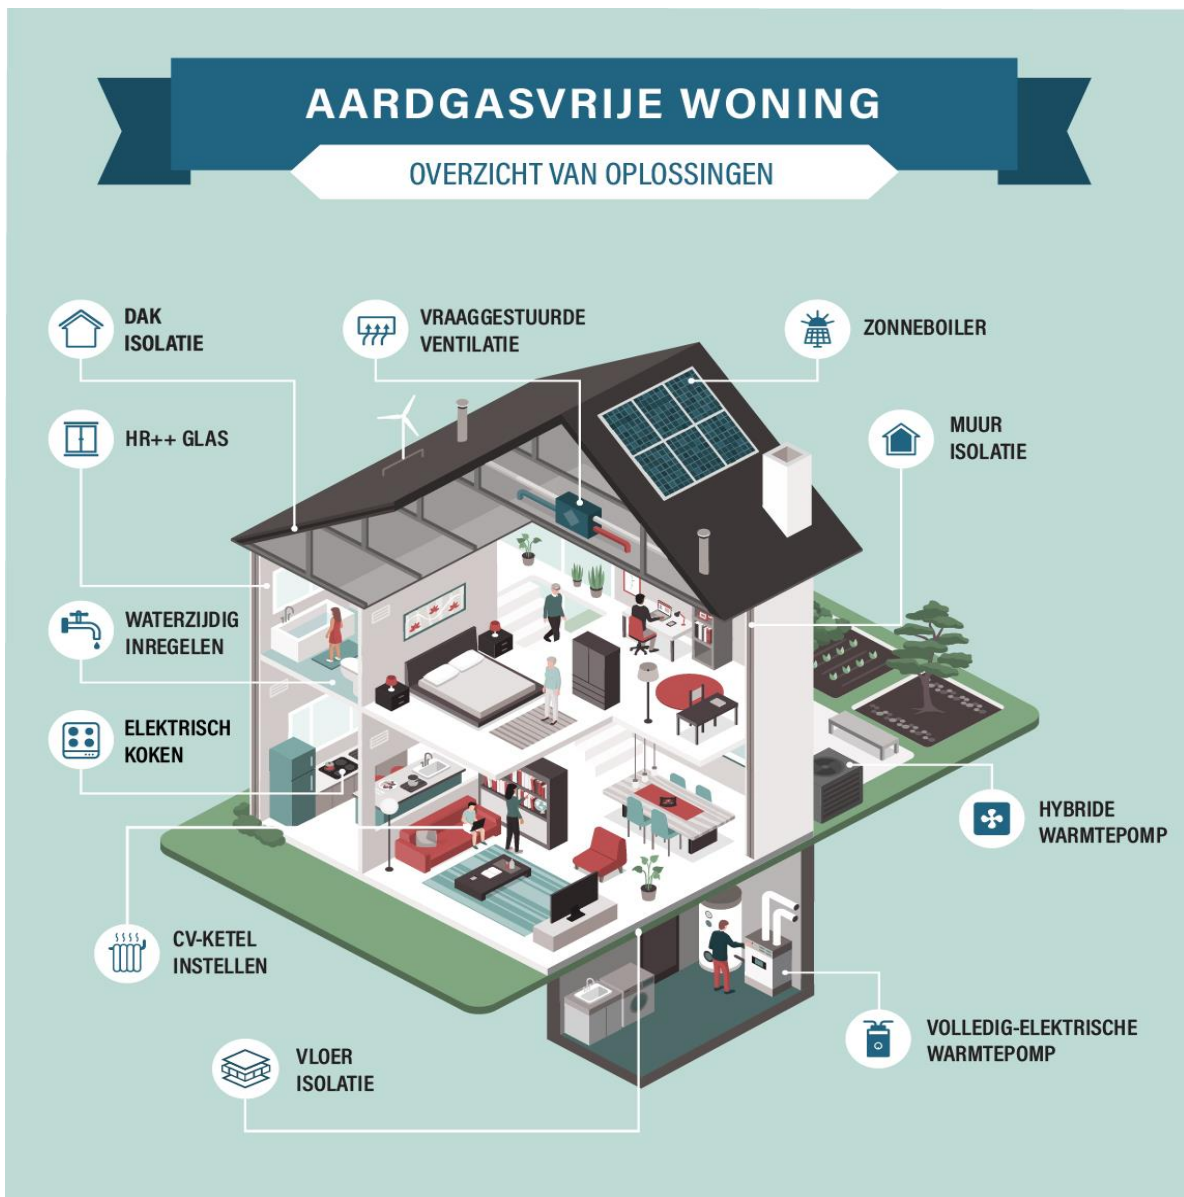 AARDGASVRIJE WONING
OVERZICHT VAN OPLOSSINGEN
DAK
ISOLATIE
VRAAGGESTUURDE
VENTILATIE
ZONNEBOILER
HR++ GLAS
MUUR
ISOLATIE
WATERZIJDIG
INREGELEN
ELEKTRISCH
KOKEN
HYBRIDE
WARMTEPOMP
CV-KETEL
INSTELLEN
VOLLEDIG-ELEKTRISCHE
WARMTEPOMP
VLOER
ISOLATIE